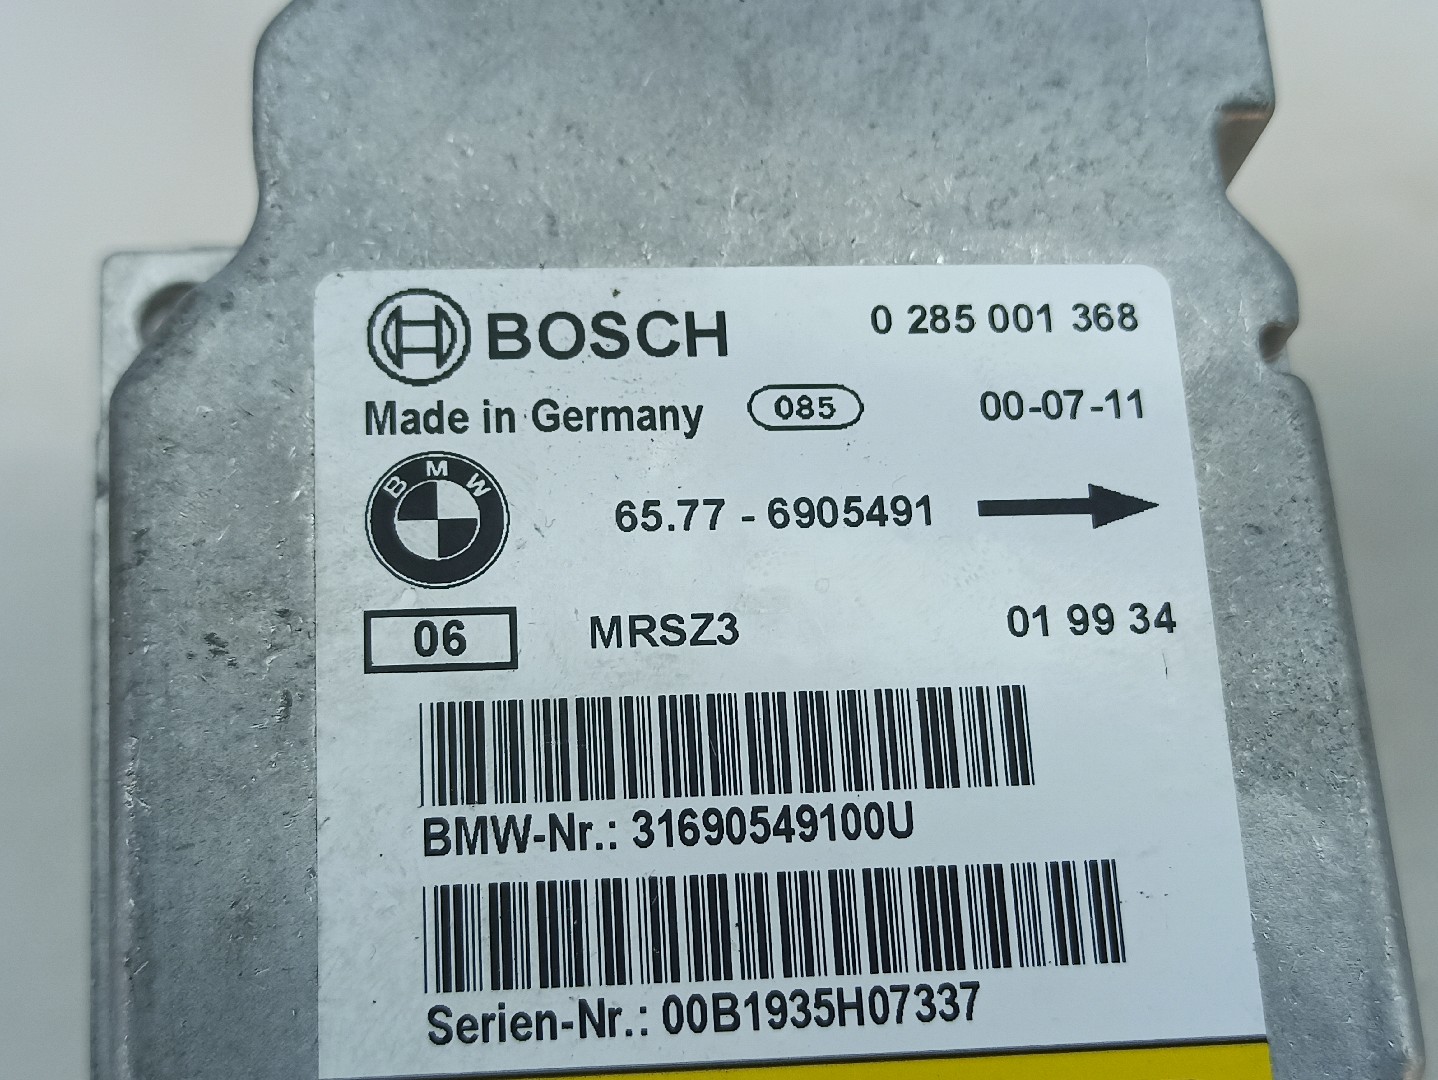 BOSCH 0 285 001 368
Made in Germany 085 00-07-11
BMW 65.77 - 6905491
06 MRSZ3 01 99 34
BMW-Nr.: 31690549100U
Serien-Nr.: 00B1935H07337